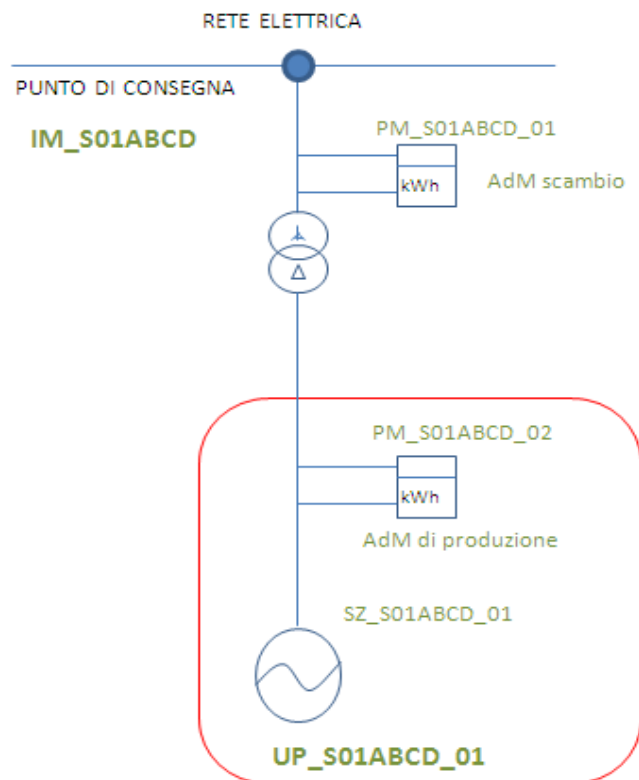 RETE ELETTRICA
PUNTO DI CONSEGNA
IM_S01ABCD
PM_S01ABCD_01
kWh
AdM scambio
Δ
PM_S01ABCD_02
kWh
AdM di produzione
SZ_S01ABCD_01
UP_S01ABCD_01